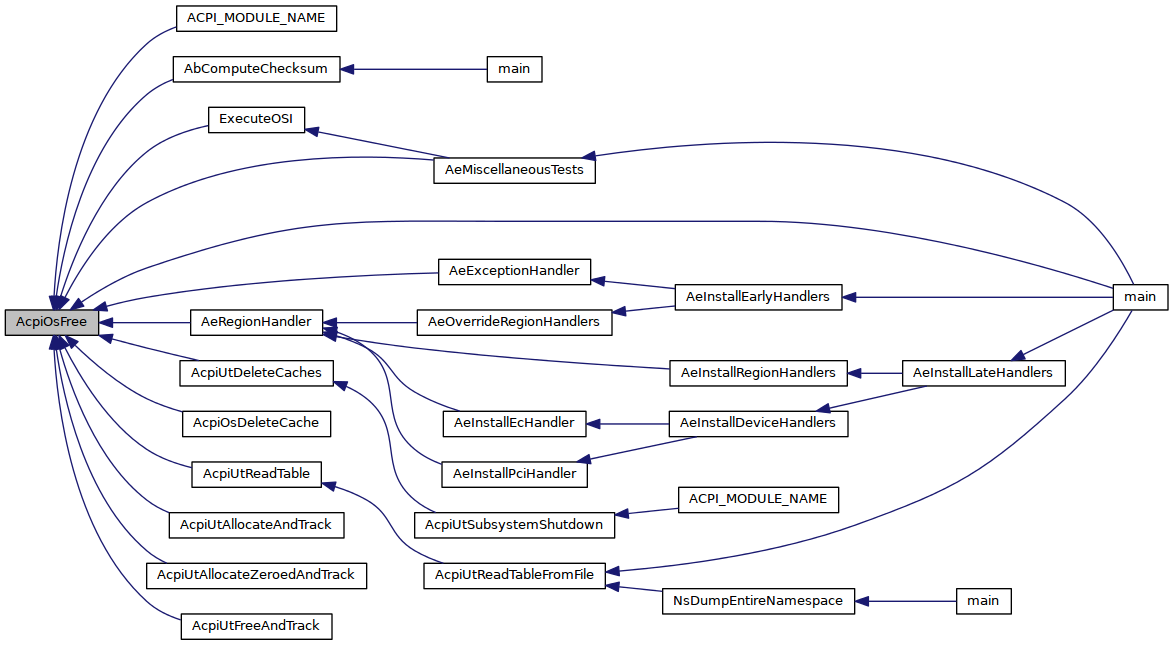 ACPI_MODULE_NAME
AbComputeChecksum
main
ExecuteOSI
AeMiscellaneousTests
AeExceptionHandler
AeInstallEarlyHandlers
main
AcpiOsFree
AeRegionHandler
AeOverrideRegionHandlers
AcpiUtDeleteCaches
AeInstallRegionHandlers
AeInstallLateHandlers
AcpiOsDeleteCache
AeInstallEcHandler
AeInstallDeviceHandlers
AcpiUtReadTable
AeInstallPciHandler
ACPI_MODULE_NAME
AcpiUtAllocateAndTrack
AcpiUtSubsystemShutdown
AcpiUtAllocateZeroedAndTrack
AcpiUtReadTableFromFile
NsDumpEntireNamespace
main
AcpiUtFreeAndTrack